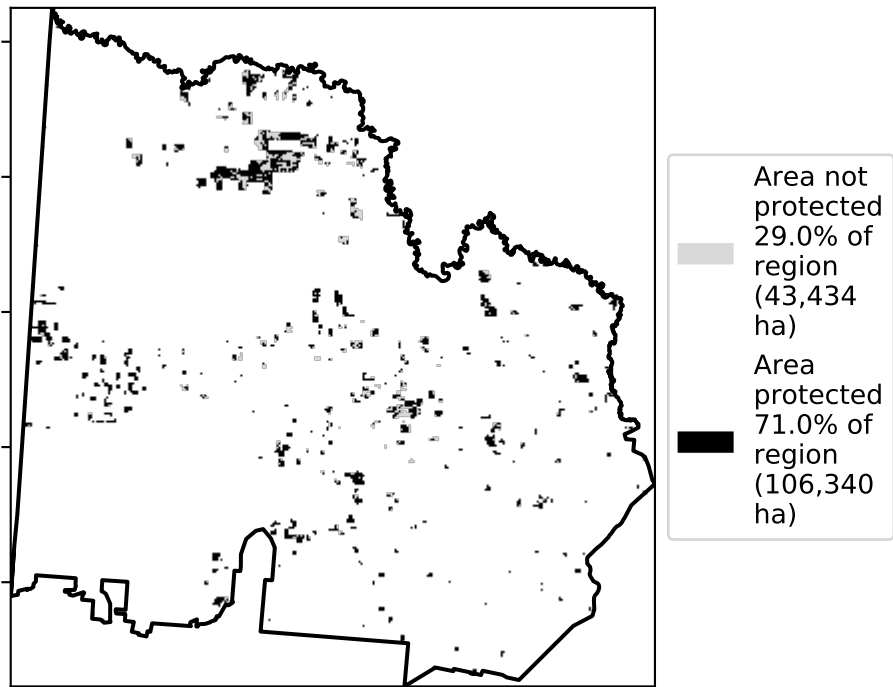 Area not
protected
29.0% of
region
(43,434
ha)
Area
protected
71.0% of
region
(106,340
ha)